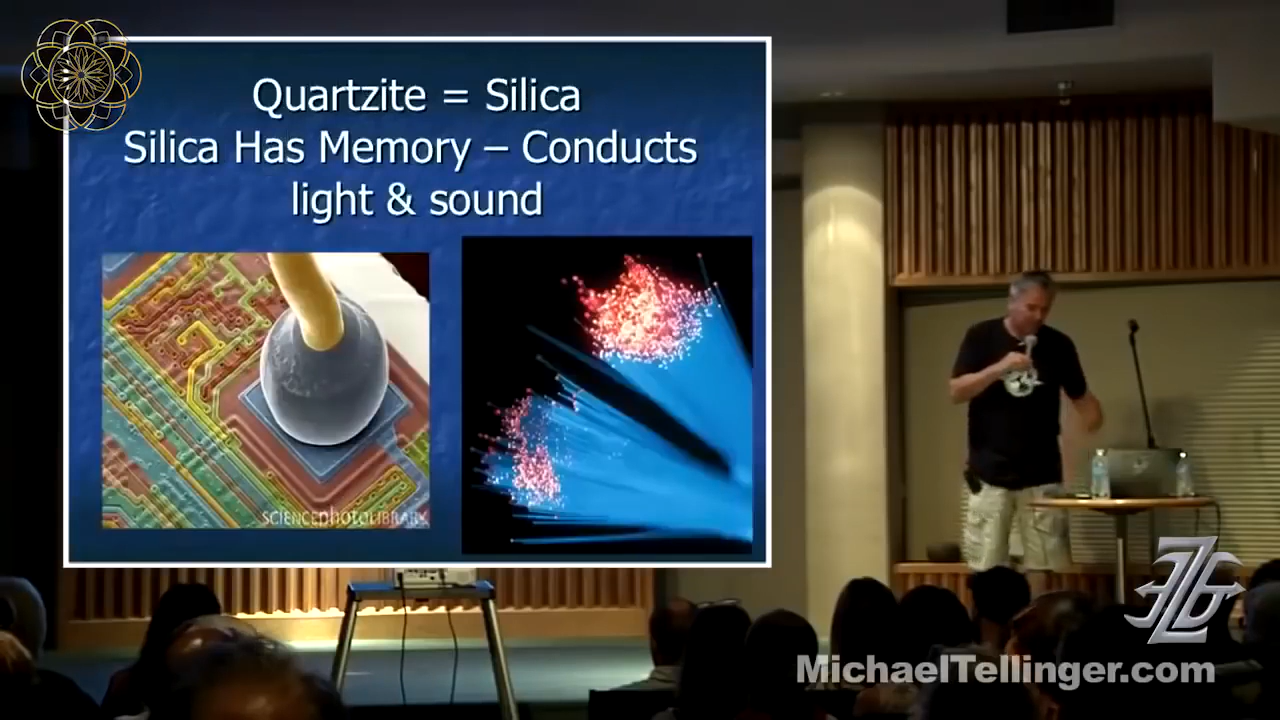 Quartzite = Silica
Silica Has Memory – Conducts
light & sound
SCIENCEphotoLIBRARY
MichaelTellinger.com